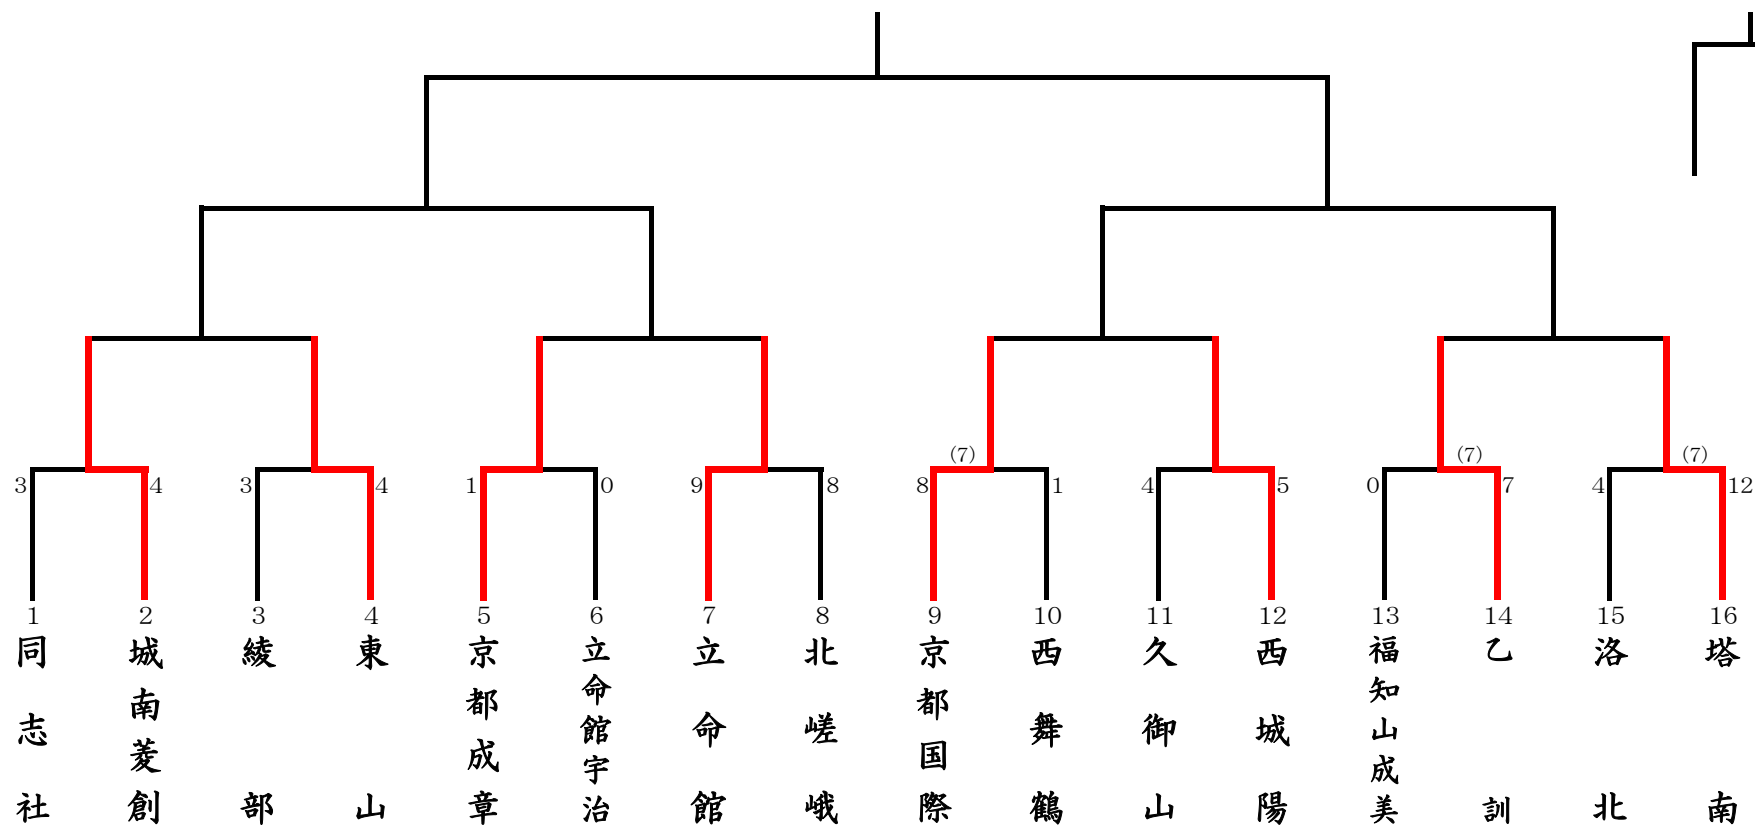 (7) (7) (7)
3 4 3 4 1 0 9 8 8 1 4 5 0 7 4 12
1 2 3 4 5 6 7 8 9 10 11 12 13 14 15 16
同志社
城南菱創
綾部
東山
京都成章
立命館宇治
立命館
北嵯峨
京都国際
西舞鶴
久御山
西城陽
福知山成美
乙訓
洛北
塔南